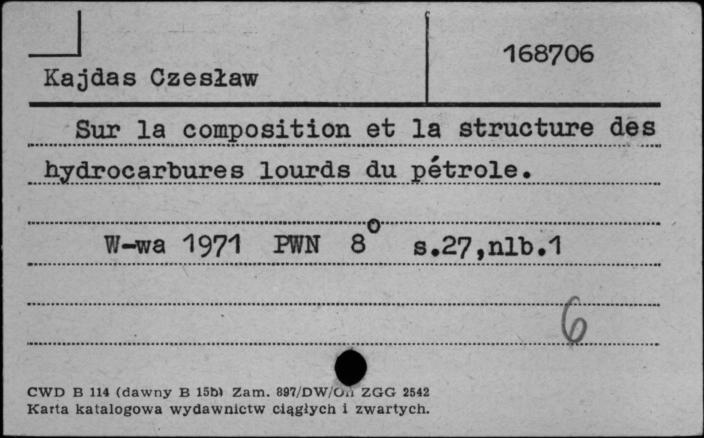 168706
Kajdas Czesław
Sur la composition et la structure des
hydrocarbures lourds du pétrole.
W-wa 1971 PWN 8° s.27,nlb.1
6
CWD B 114 (dawny B 15b) Zam. 897/DW/ ZGG 2542
Karta katalogowa wydawnictw ciągłych i zwartych.